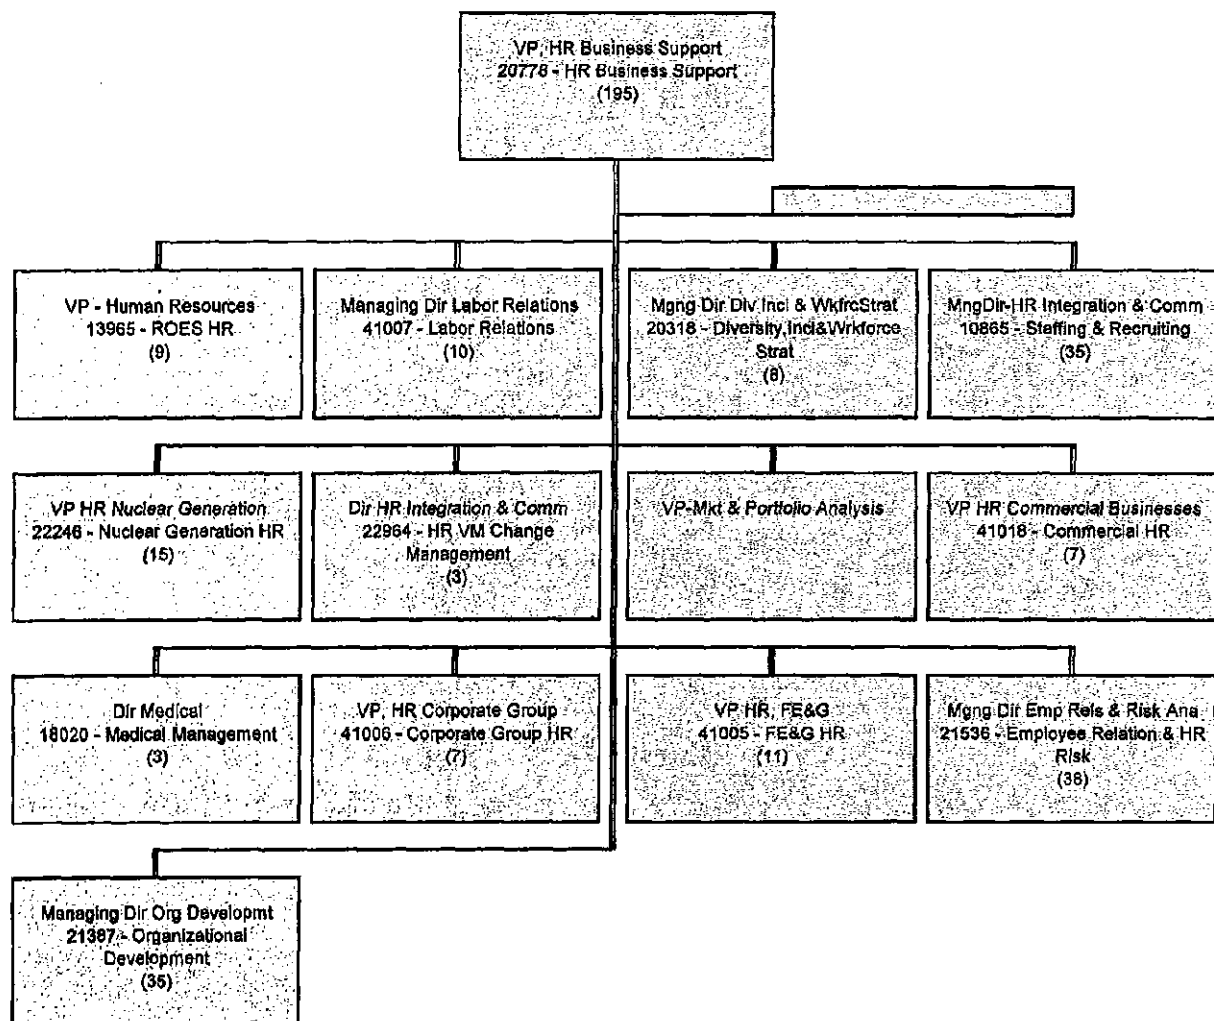 VP, HR Business Support
20778 - HR Business Support
(195)
VP - Human Resources
13965 - ROES HR
(9)
Managing Dir Labor Relations
41007 - Labor Relations
(10)
Mgng Dir Div Incl & WkfrcStrat
20318 - Diversity,Incl&Wrkforce
Strat
(8)
MngDir-HR Integration & Comm
10865 - Staffing & Recruiting
(35)
VP HR Nuclear Generation
22246 - Nuclear Generation HR
(15)
Dir HR Integration & Comm
22964 - HR VM Change
Management
(3)
VP-Mkt & Portfolio Analysis
VP HR Commercial Businesses
41018 - Commercial HR
(7)
Dir Medical
18020 - Medical Management
(3)
VP, HR Corporate Group
41006 - Corporate Group HR
(7)
VP HR, FE&G
41005 - FE&G HR
(11)
Mgng Dir Emp Rels & Risk Ana
21536 - Employee Relation & HR
Risk
(38)
Managing Dir Org Developmt
21387 - Organizational
Development
(35)